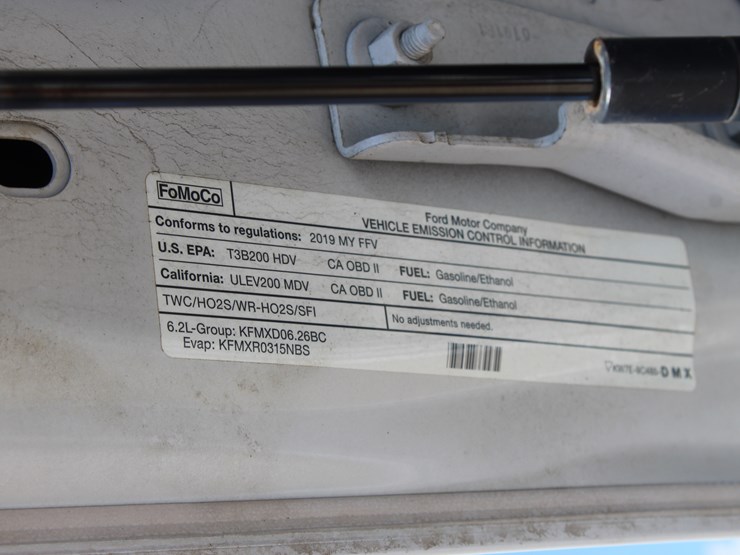 FoMoCo
Ford Motor Company
VEHICLE EMISSION CONTROL INFORMATION
Conforms to regulations: 2019 MY FFV
U.S. EPA: T3B200 HDV CA OBD II FUEL: Gasoline/Ethanol
California: ULEV200 MDV CA OBD II FUEL: Gasoline/Ethanol
TWC/HO2S/WR-HO2S/SFI
No adjustments needed.
6.2L-Group: KFMXD06.26BC
Evap: KFMXR0315NBS
DMX